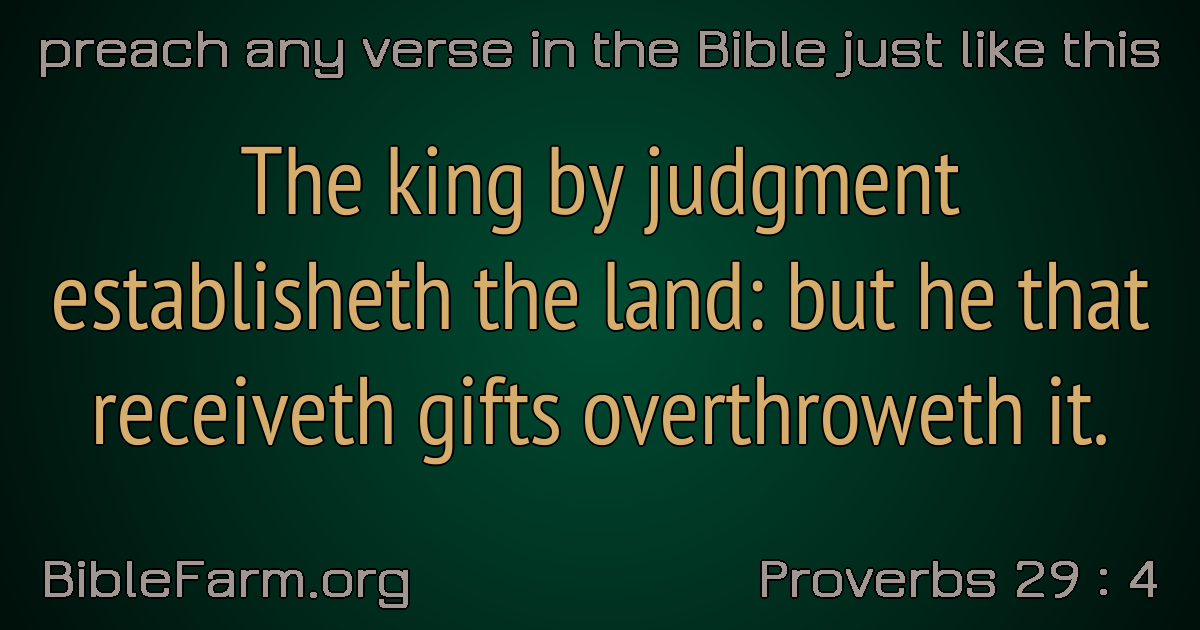 preach any verse in the Bible just like this
The king by judgment
establisheth the land: but he that
receiveth gifts overthroweth it.
BibleFarm.org
Proverbs 29 : 4